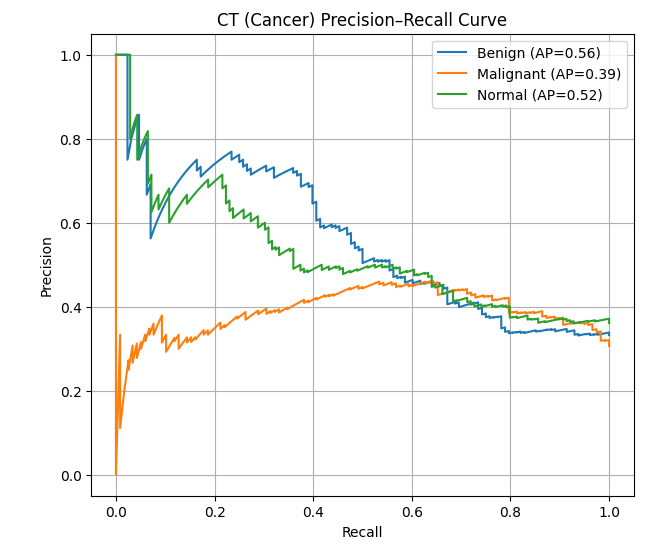 CT (Cancer) Precision–Recall Curve
Benign (AP=0.56)
Malignant (AP=0.39)
Normal (AP=0.52)
Precision
1.0
0.8
0.6
0.4
0.2
0.0
0.0 0.2 0.4 0.6 0.8 1.0
Recall